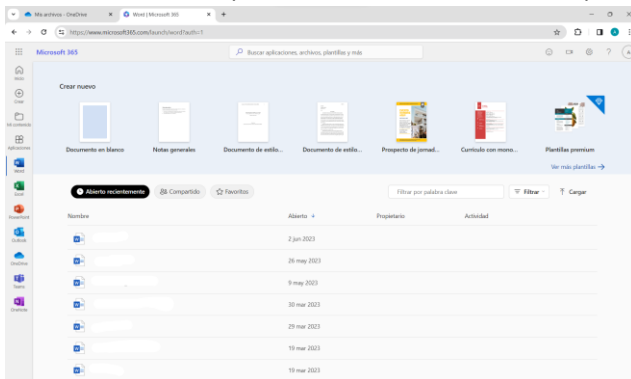 Mis archivos - OneDrive
Word | Microsoft 365
https://www.microsoft365.com/launch/word?auth=1
Microsoft 365
Buscar aplicaciones, archivos, plantillas y más
Inicio
Crear
Mi contenido
Aplicaciones
Word
Excel
PowerPoint
Outlook
OneDrive
Teams
OneNote
Crear nuevo
Documento en blanco
Notas generales
Documento de estilo...
Documento de estilo...
Prospecto de jornad...
Currículo con mono...
Plantillas premium
Ver más plantillas →
Abierto recientemente
Compartido
Favoritos
Filtrar por palabra clave
Filtrar
Cargar
Nombre Abierto ↓ Propietario Actividad
2 jun 2023
26 may 2023
9 may 2023
30 mar 2023
29 mar 2023
19 mar 2023
19 mar 2023